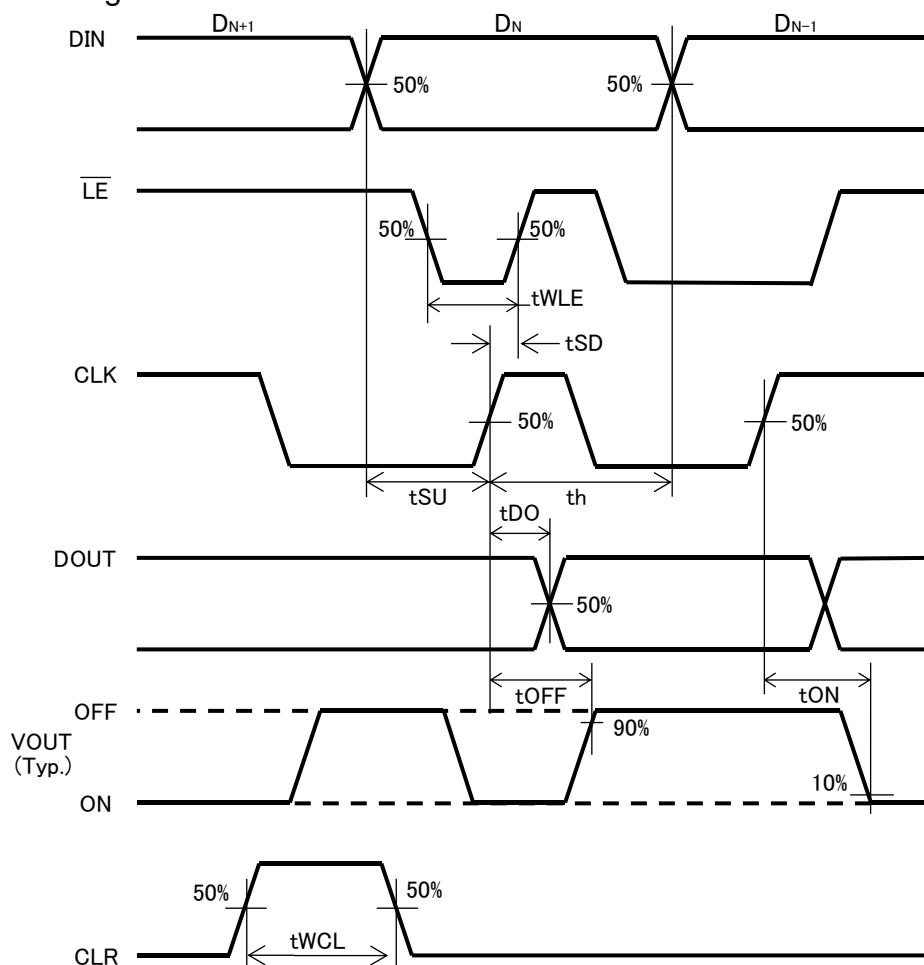 DN+1 DN DN-1
DIN
50% 50%
LE
50% 50%
tWLE
tSD
CLK
50% 50%
tSU th
tDO
DOUT
50%
tOFF tON
OFF
90%
VOUT
(Typ.)
10%
ON
50% 50%
tWCL
CLR